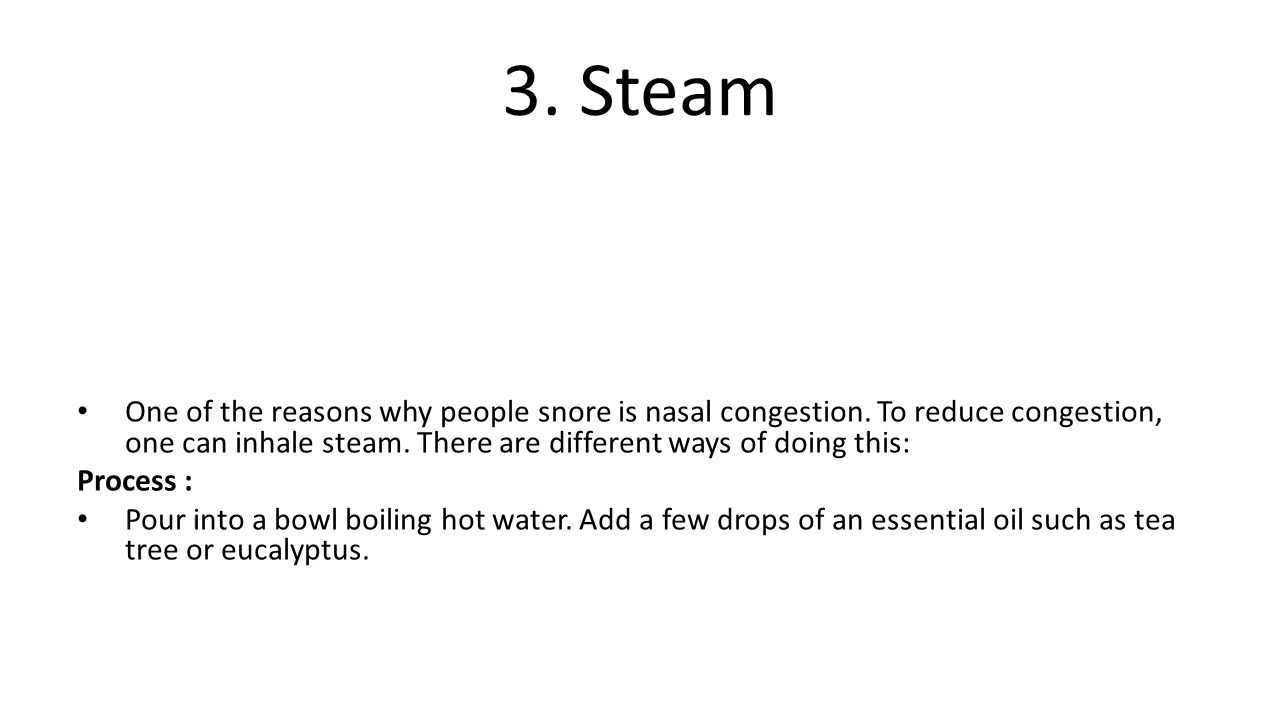 3. Steam
• One of the reasons why people snore is nasal congestion. To reduce congestion,
one can inhale steam. There are different ways of doing this:
Process :
• Pour into a bowl boiling hot water. Add a few drops of an essential oil such as tea
tree or eucalyptus.